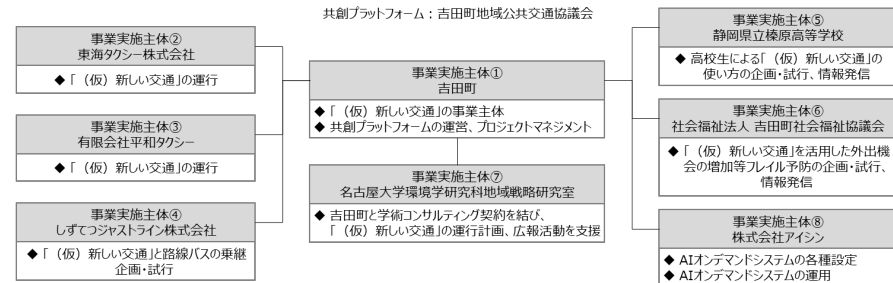 共創プラットフォーム：吉田町地域公共交通協議会
事業実施主体②
東海タクシー株式会社
◆「（仮）新しい交通」の運行
事業実施主体③
有限会社平和タクシー
◆「（仮）新しい交通」の運行
事業実施主体④
しずてつジャストライン株式会社
◆「（仮）新しい交通」と路線バスの乗継
企画・試行
事業実施主体①
吉田町
◆「（仮）新しい交通」の事業主体
◆ 共創プラットフォームの運営、プロジェクトマネジメント
事業実施主体⑦
名古屋大学環境学研究科地域戦略研究室
◆ 吉田町と学術コンサルティング契約を結び、
「（仮）新しい交通」の運行計画、広報活動を支援
事業実施主体⑤
静岡県立榛原高等学校
◆ 高校生による「（仮）新しい交通」の
使い方の企画・試行、情報発信
事業実施主体⑥
社会福祉法人 吉田町社会福祉協議会
◆「（仮）新しい交通」を活用した外出機
会の増加等フレイル予防の企画・試行、
情報発信
事業実施主体⑧
株式会社アイシン
◆ AIオンデマンドシステムの各種設定
◆ AIオンデマンドシステムの運用